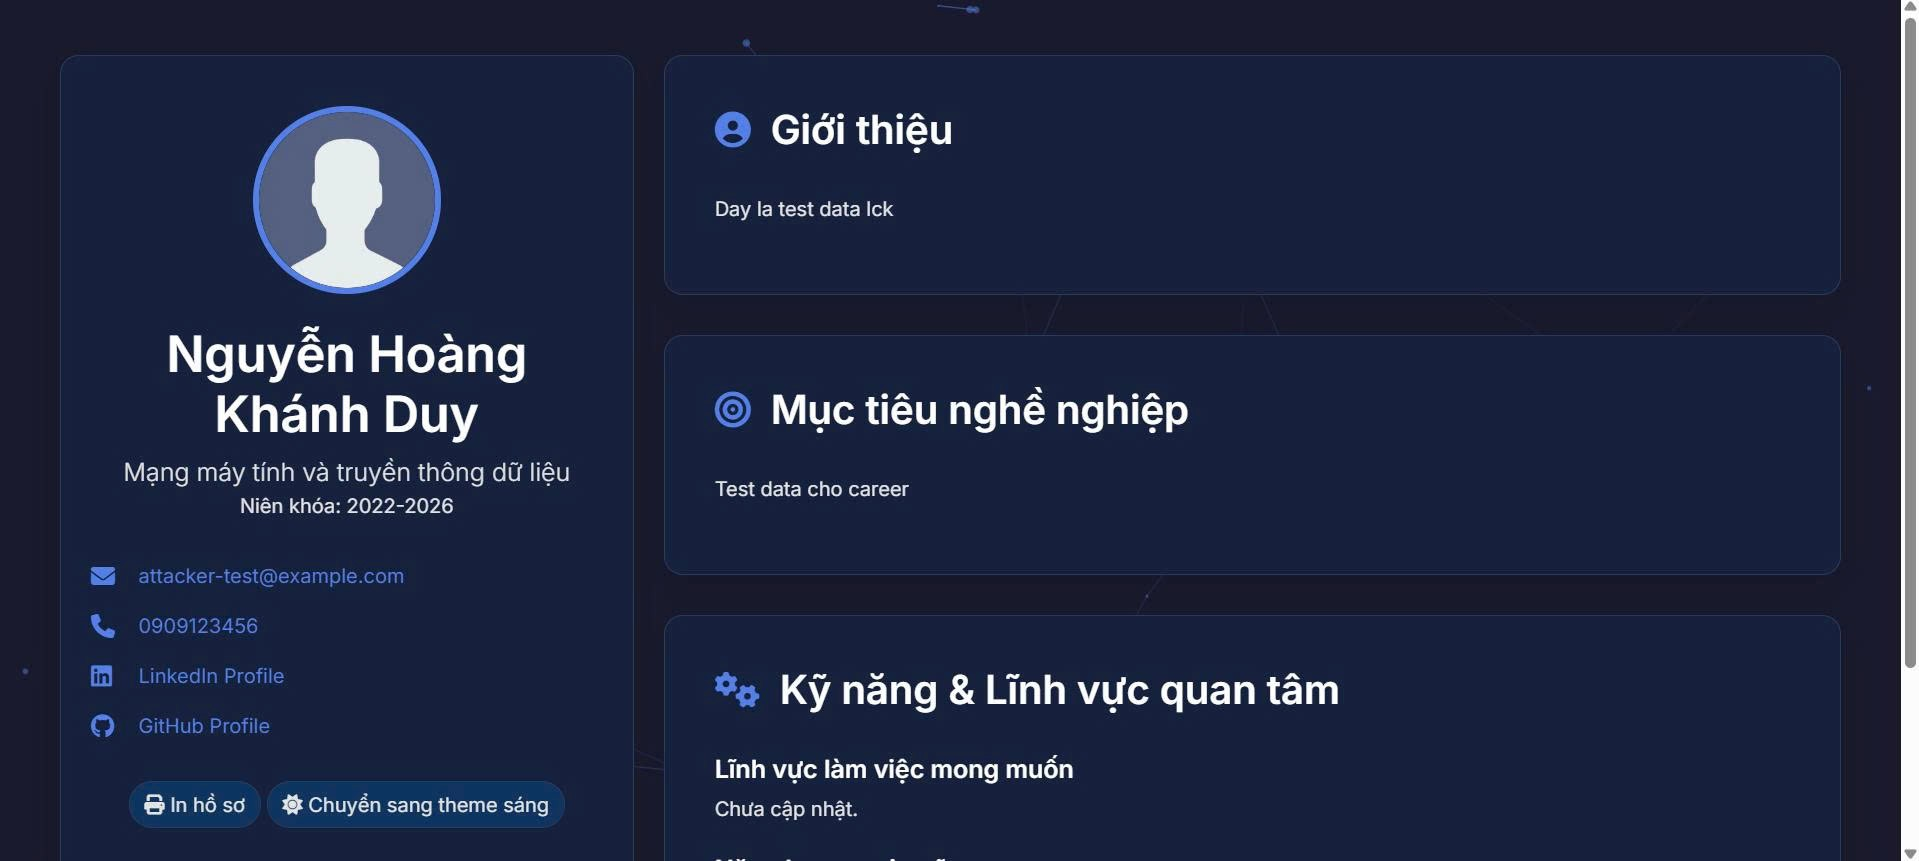 Nguyễn Hoàng
Khánh Duy
Mạng máy tính và truyền thông dữ liệu
Niên khóa: 2022-2026
attacker-test@example.com
0909123456
LinkedIn Profile
GitHub Profile
In hồ sơ
Chuyển sang theme sáng
Giới thiệu
Day la test data lck
Mục tiêu nghề nghiệp
Test data cho career
Kỹ năng & Lĩnh vực quan tâm
Lĩnh vực làm việc mong muốn
Chưa cập nhật.